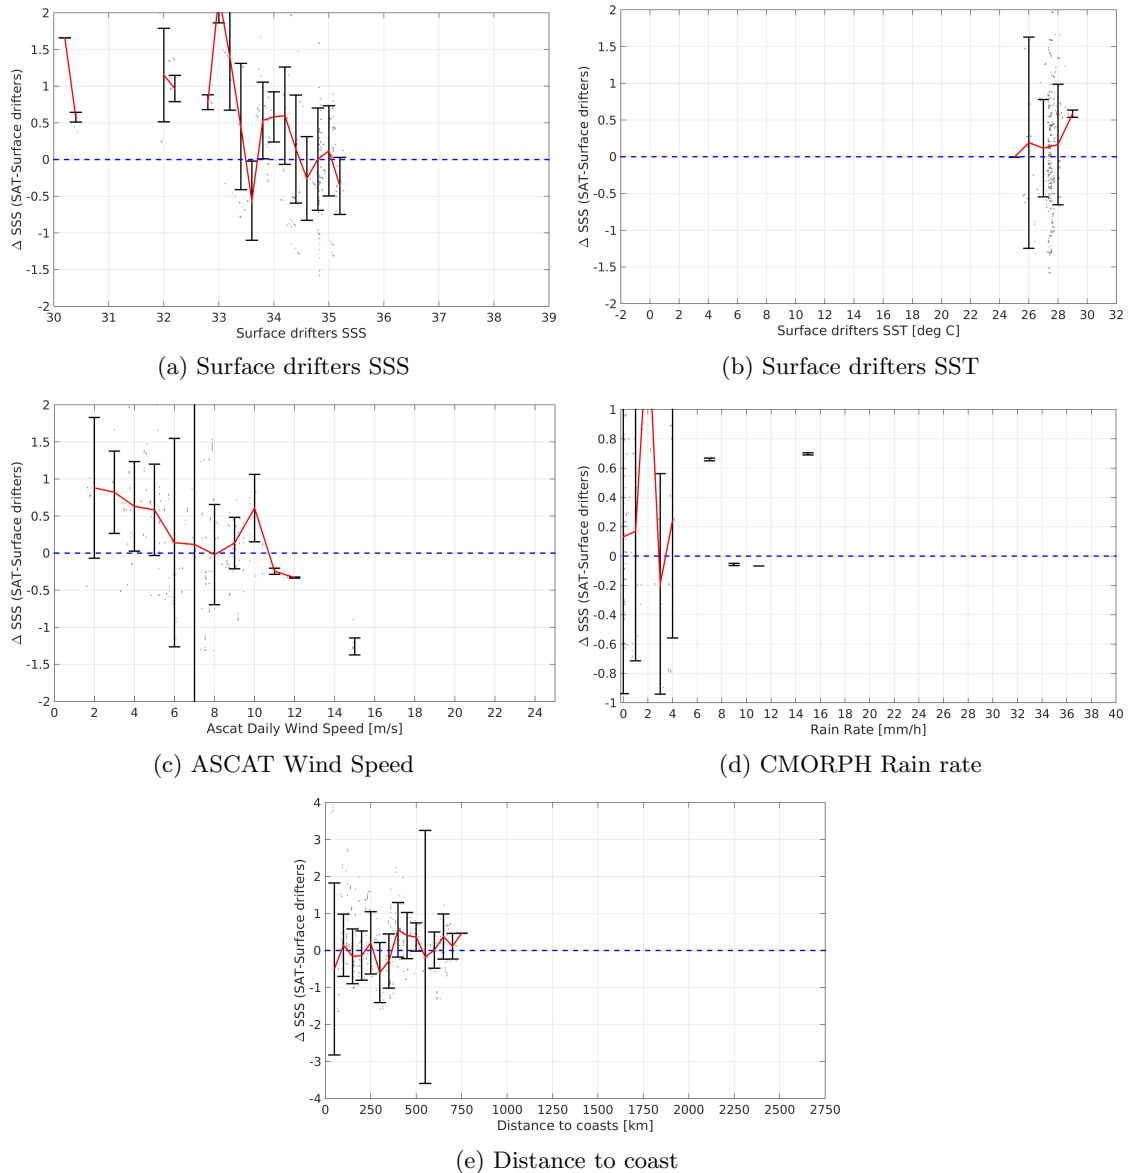 2
1.5
1
0.5
0
-0.5
-1
-1.5
-2
Δ SSS (SAT-Surface drifters)
30 31 32 33 34 35 36 37 38 39
Surface drifters SSS
(a) Surface drifters SSS
2
1.5
1
0.5
0
-0.5
-1
-1.5
-2
Δ SSS (SAT-Surface drifters)
-2 0 2 4 6 8 10 12 14 16 18 20 22 24 26 28 30 32
Surface drifters SST [deg C]
(b) Surface drifters SST
2
1.5
1
0.5
0
-0.5
-1
-1.5
-2
Δ SSS (SAT-Surface drifters)
0 2 4 6 8 10 12 14 16 18 20 22 24
Ascat Daily Wind Speed [m/s]
(c) ASCAT Wind Speed
1
0.8
0.6
0.4
0.2
0
-0.2
-0.4
-0.6
-0.8
-1
Δ SSS (SAT-Surface drifters)
0 2 4 6 8 10 12 14 16 18 20 22 24 26 28 30 32 34 36 38 40
Rain Rate [mm/h]
(d) CMORPH Rain rate
4
3
2
1
0
-1
-2
-3
-4
Δ SSS (SAT-Surface drifters)
0 250 500 750 1000 1250 1500 1750 2000 2250 2500 2750
Distance to coasts [km]
(e) Distance to coast